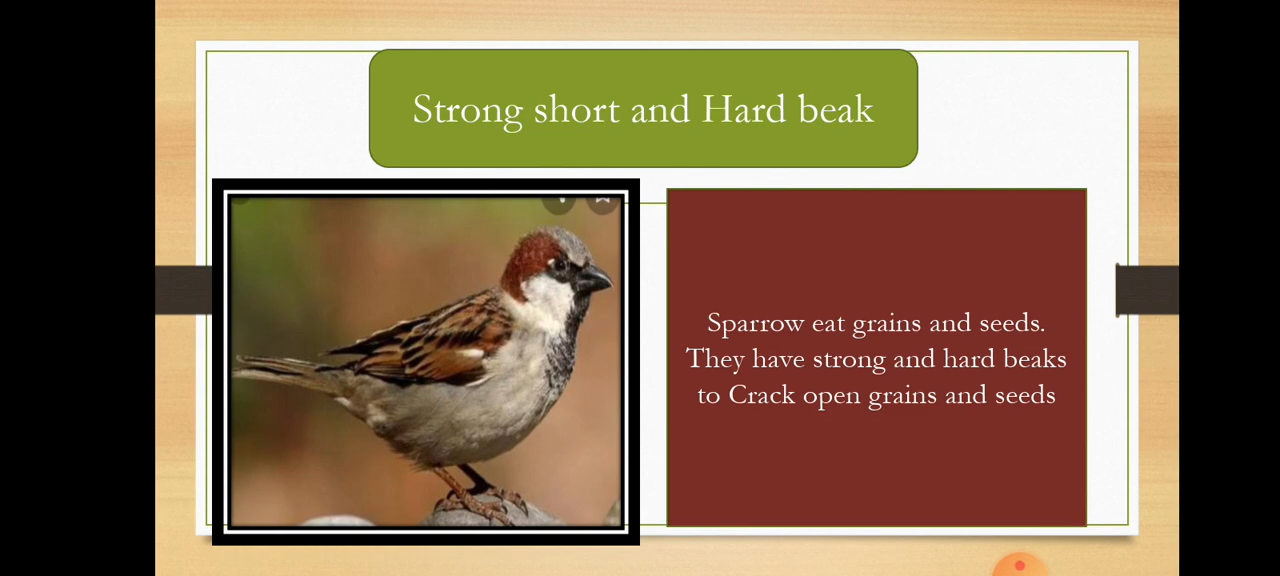 Strong short and Hard beak
Sparrow eat grains and seeds.
They have strong and hard beaks
to Crack open grains and seeds